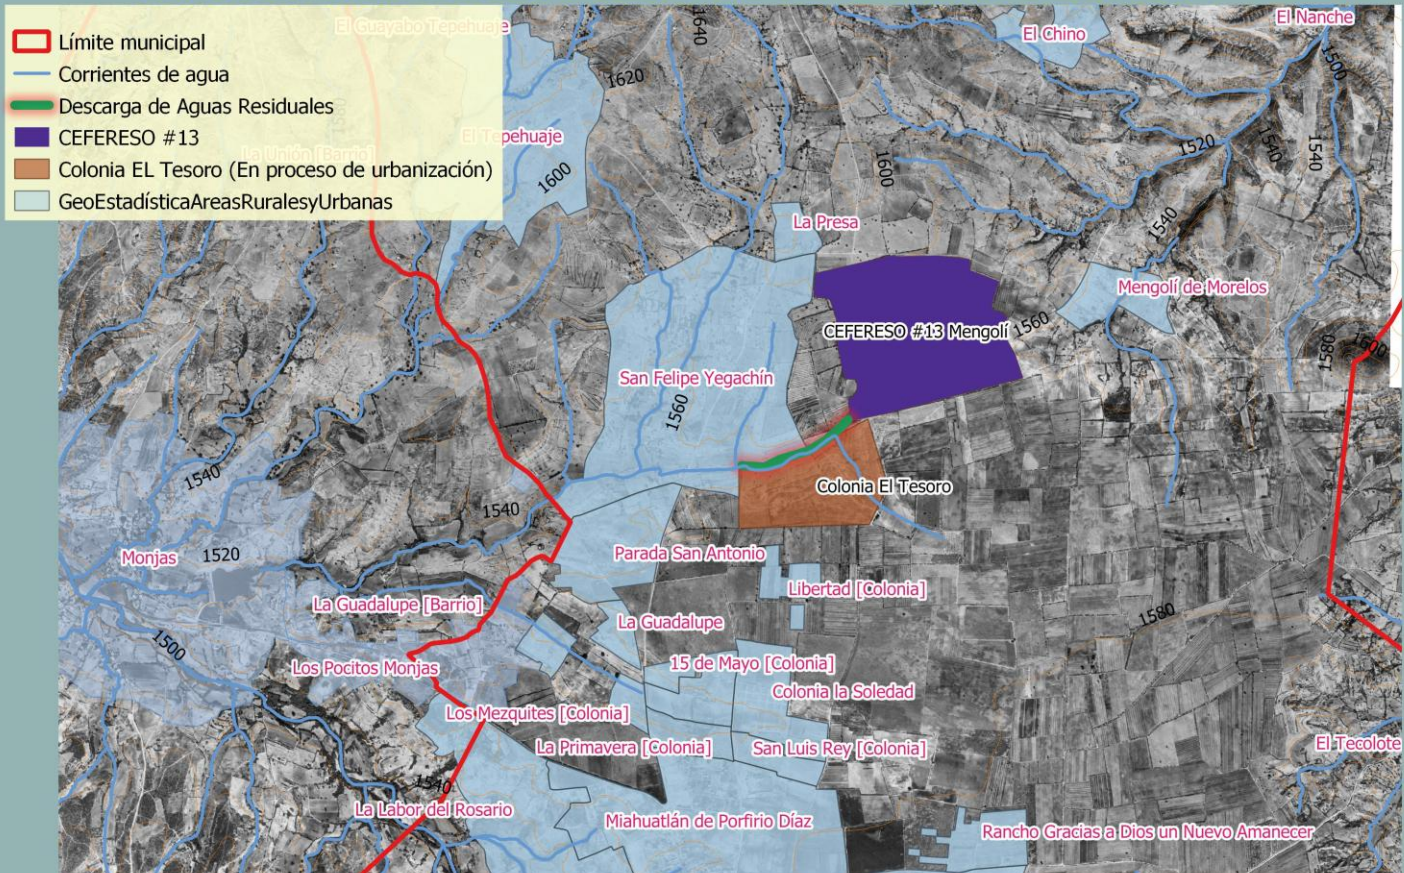 Límite municipal
Corrientes de agua
Descarga de Aguas Residuales
CEFERESO #13
Colonia EL Tesoro (En proceso de urbanización)
GeoEstadísticaAreasRuralesyUrbanas
El Guayabo Tepehuaje
El Chino
El Nanche
1640
1500
1620
1560
El Tepehuaje
La Unión [Barrio]
1520
1540
1540
1600
1600
La Presa
1540
Mengolí de Morelos
CEFERESO #13 Mengolí
1560
1580
1600
San Felipe Yegachín
1560
1540
Colonia El Tesoro
1540
Monjas
1520
Parada San Antonio
Libertad [Colonia]
La Guadalupe [Barrio]
La Guadalupe
1580
1500
Los Pocitos Monjas
15 de Mayo [Colonia]
Colonia la Soledad
Los Mezquites [Colonia]
La Primavera [Colonia]
San Luis Rey [Colonia]
El Tecolote
1540
La Labor del Rosario
Miahuatlán de Porfirio Díaz
Rancho Gracias a Dios un Nuevo Amanecer